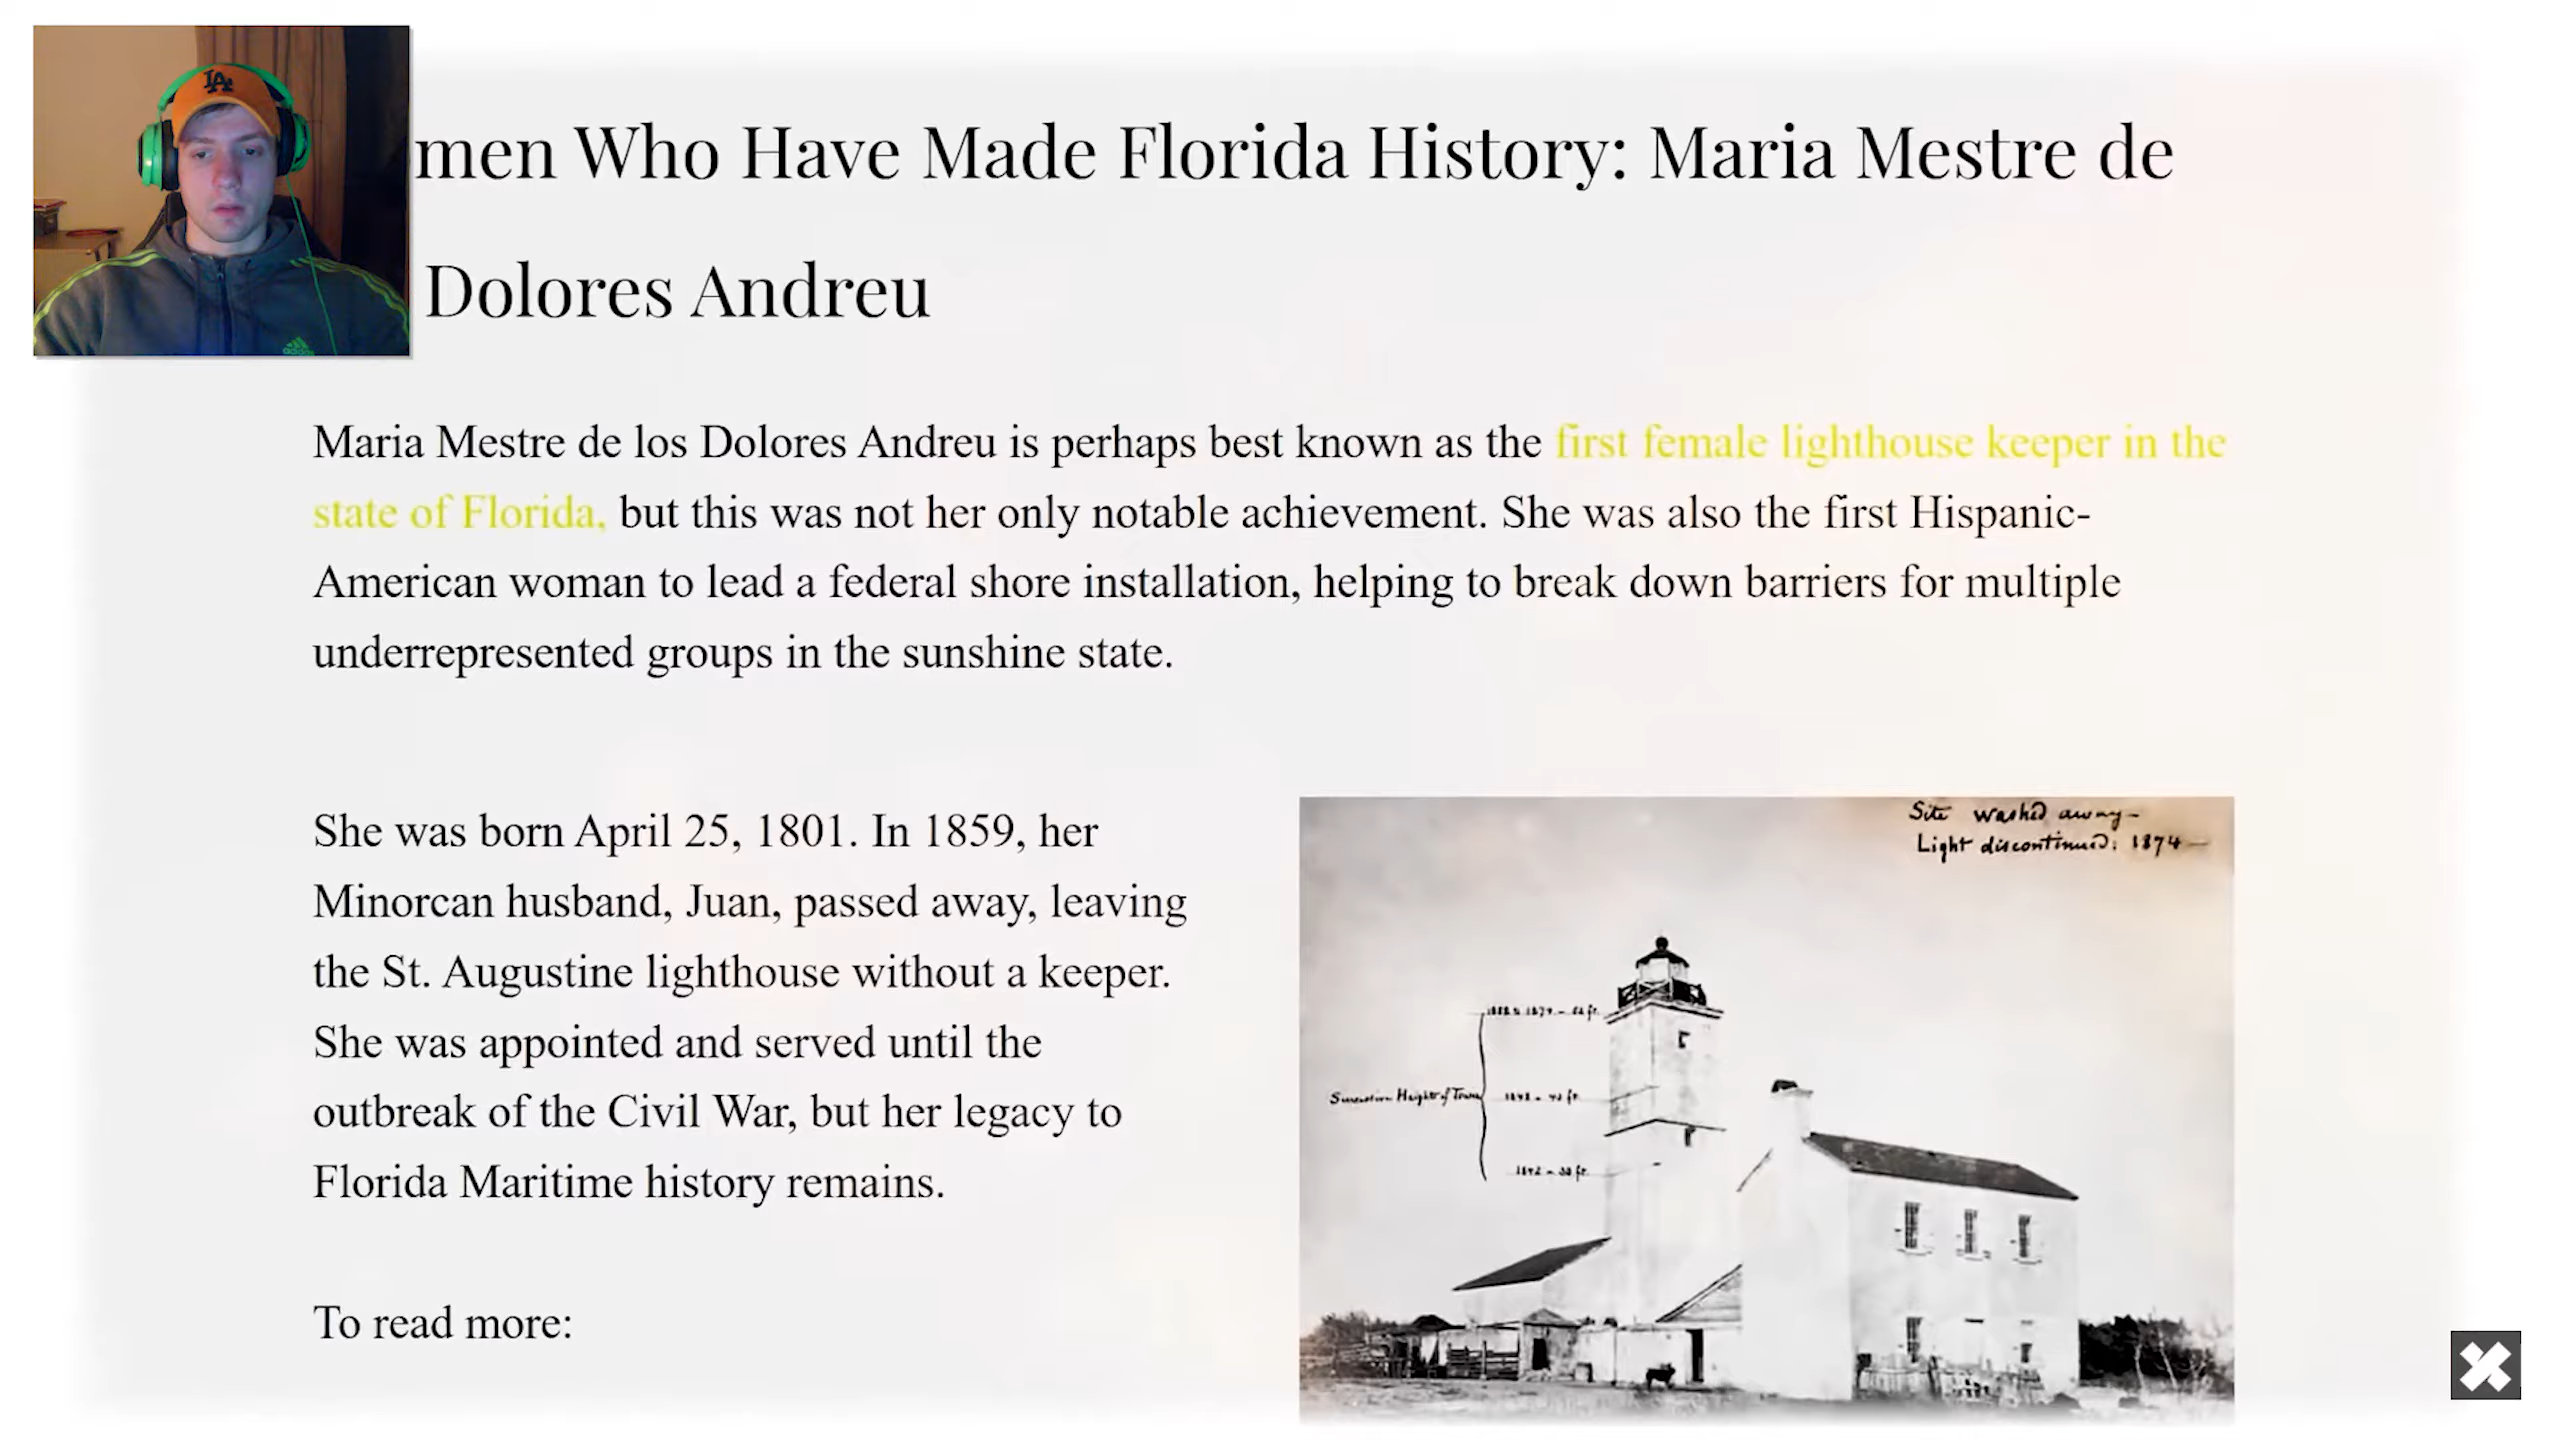 LA
men Who Have Made Florida History: Maria Mestre de
Dolores Andreu
Maria Mestre de los Dolores Andreu is perhaps best known as the first female lighthouse keeper in the
state of Florida, but this was not her only notable achievement. She was also the first Hispanic-
American woman to lead a federal shore installation, helping to break down barriers for multiple
underrepresented groups in the sunshine state.
She was born April 25, 1801. In 1859, her
Minorcan husband, Juan, passed away, leaving
the St. Augustine lighthouse without a keeper.
She was appointed and served until the
outbreak of the Civil War, but her legacy to
Florida Maritime history remains.
To read more:
Site washed away-
Light discontinued: 1874-
Height of Tower